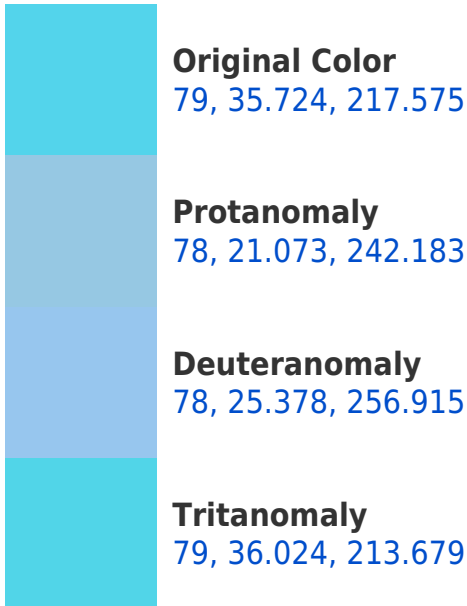 Original Color
79, 35.724, 217.575
Protanomaly
78, 21.073, 242.183
Deuteranomaly
78, 25.378, 256.915
Tritanomaly
79, 36.024, 213.679